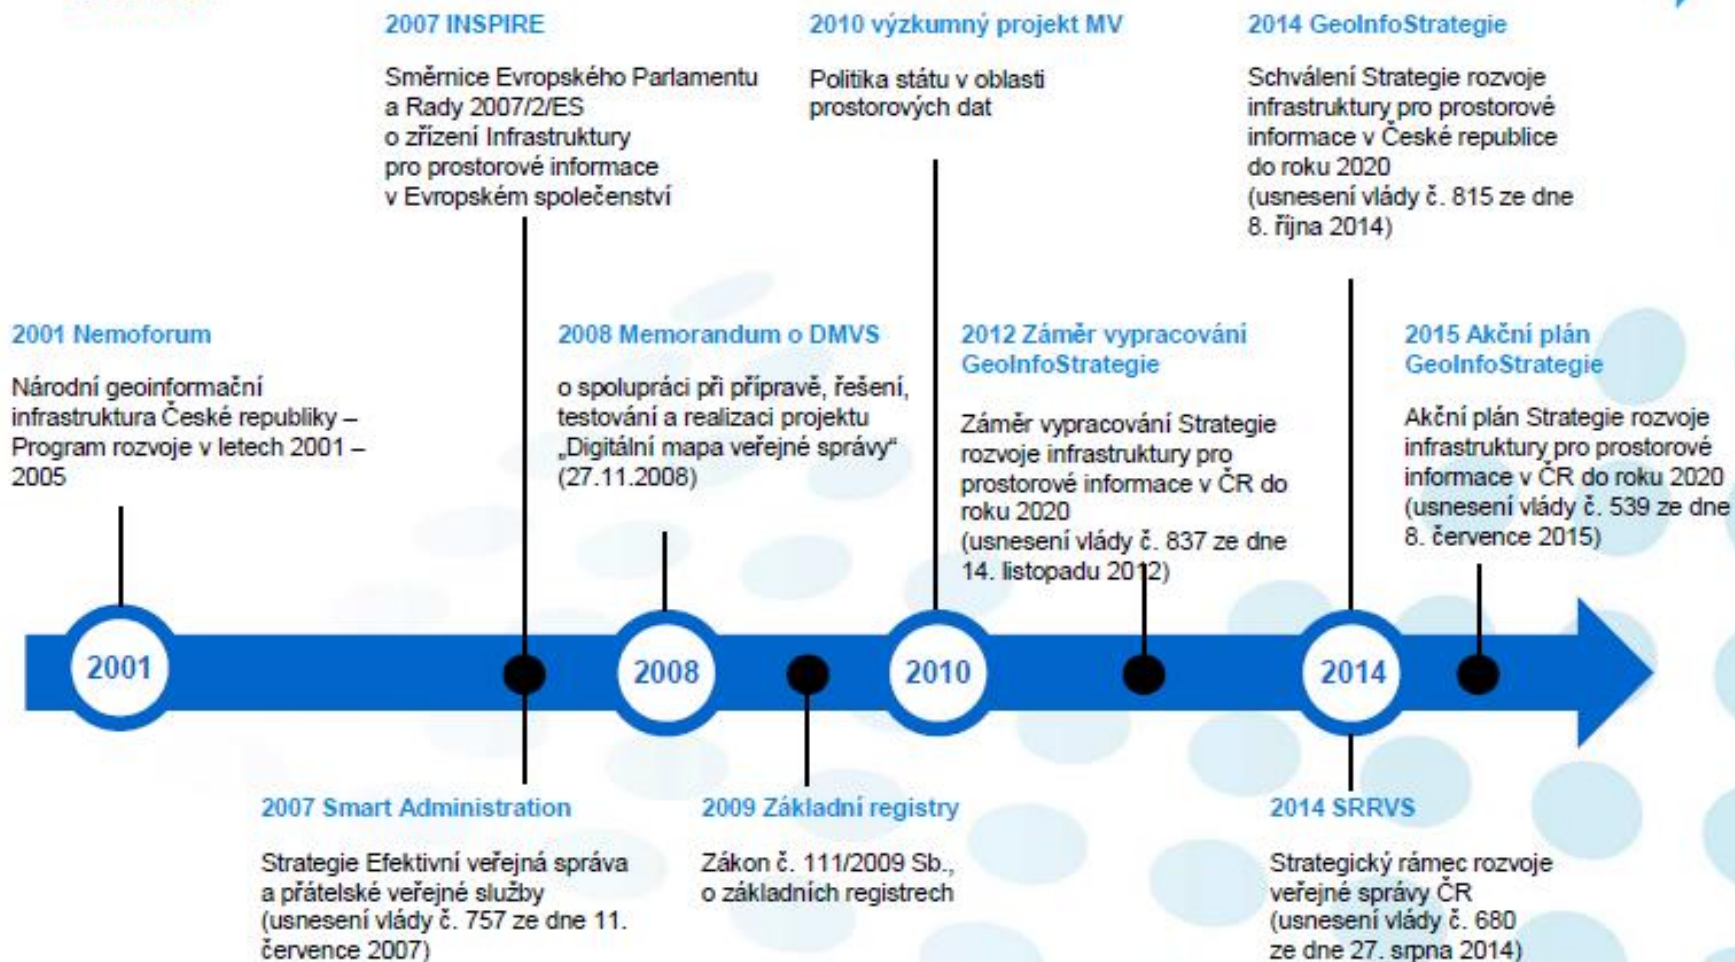 2007 INSPIRE
Směrnice Evropského Parlamentu
a Rady 2007/2/ES
o zřízení Infrastruktury
pro prostorové informace
v Evropském společenství
2010 výzkumný projekt MV
Politika státu v oblasti
prostorových dat
2014 GeoInfoStrategie
Schválení Strategie rozvoje
infrastruktury pro prostorové
informace v České republice
do roku 2020
(usnesení vlády č. 815 ze dne
8. října 2014)
2001 Nemoforum
Národní geoinformační
infrastruktura České republiky –
Program rozvoje v letech 2001 –
2005
2008 Memorandum o DMVS
o spolupráci při přípravě, řešení,
testování a realizaci projektu
„Digitální mapa veřejné správy“
(27.11.2008)
2012 Záměr vypracování
GeoInfoStrategie
Záměr vypracování Strategie
rozvoje infrastruktury pro
prostorové informace v ČR do
roku 2020
(usnesení vlády č. 837 ze dne
14. listopadu 2012)
2015 Akční plán
GeoInfoStrategie
Akční plán Strategie rozvoje
infrastruktury pro prostorové
informace v ČR do roku 2020
(usnesení vlády č. 539 ze dne
8. července 2015)
2001
2008
2010
2014
2007 Smart Administration
Strategie Efektivní veřejná správa
a přátelské veřejné služby
(usnesení vlády č. 757 ze dne 11.
července 2007)
2009 Základní registry
Zákon č. 111/2009 Sb.,
o základních registrech
2014 SRRVS
Strategický rámec rozvoje
veřejné správy ČR
(usnesení vlády č. 680
ze dne 27. srpna 2014)